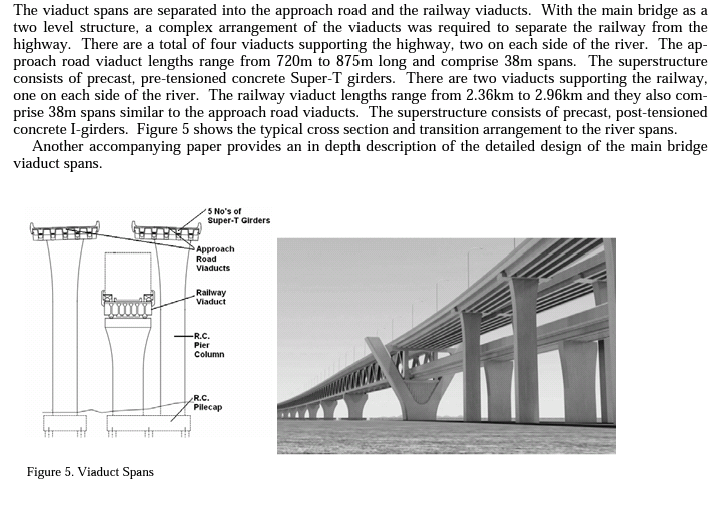 The viaduct spans are separated into the approach road and the railway viaducts.  With the main bridge as a
two level structure, a complex arrangement of the viaducts was required to separate the railway from the
highway.  There are a total of four viaducts supporting the highway, two on each side of the river.  The ap-
proach road viaduct lengths range from 720m to 875m long and comprise 38m spans.  The superstructure
consists of precast, pre-tensioned concrete Super-T girders.  There are two viaducts supporting the railway,
one on each side of the river.  The railway viaduct lengths range from 2.36km to 2.96km and they also com-
prise 38m spans similar to the approach road viaducts.  The superstructure consists of precast, post-tensioned
concrete I-girders.  Figure 5 shows the typical cross section and transition arrangement to the river spans.
Another accompanying paper provides an in depth description of the detailed design of the main bridge
viaduct spans.
5 No's of
Super-T Girders
Approach
Road
Viaducts
Railway
Viaduct
R.C.
Pier
Column
R.C.
Pilecap
Figure 5. Viaduct Spans